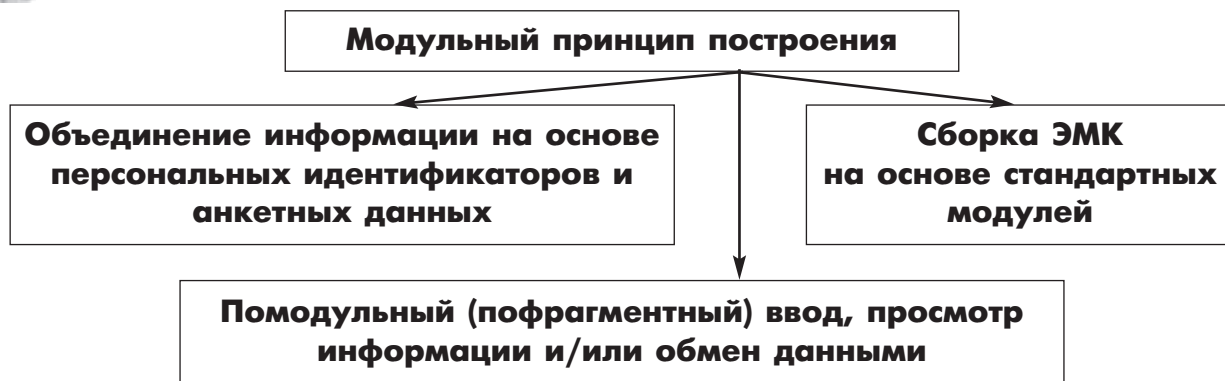 Модульный принцип построения
Объединение информации на основе
персональных идентификаторов и
анкетных данных
Сборка ЭМК
на основе стандартных
модулей
Помодульный (пофрагментный) ввод, просмотр
информации и/или обмен данными